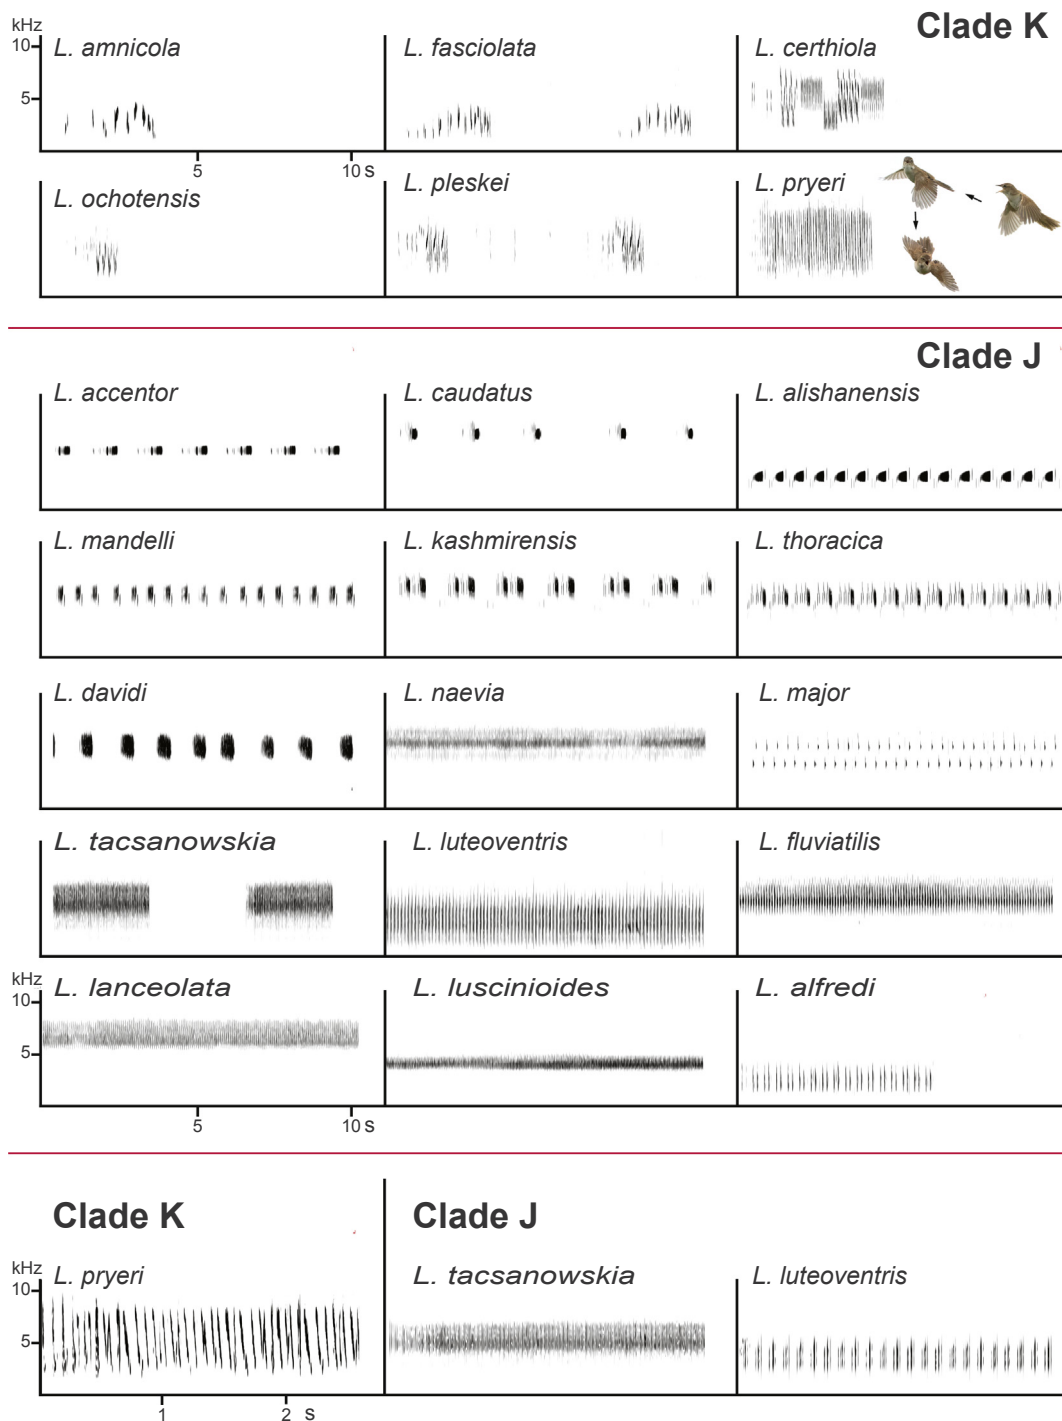 kHz
Clade K
10
L. amnicola
L. fasciolata
L. certhiola
5
5
10 s
L. ochotensis
L. pleskei
L. pryeri
Clade J
L. accentor
L. caudatus
L. alishanensis
L. mandelli
L. kashmirensis
L. thoracica
L. davidi
L. naevia
L. major
L. tacsanowskia
L. luteoventris
L. fluviatilis
kHz
10
L. lanceolata
L. luscinioides
L. alfredi
5
5
10 s
Clade K
Clade J
kHz
L. pryeri
L. tacsanowskia
L. luteoventris
10
5
1
2 s